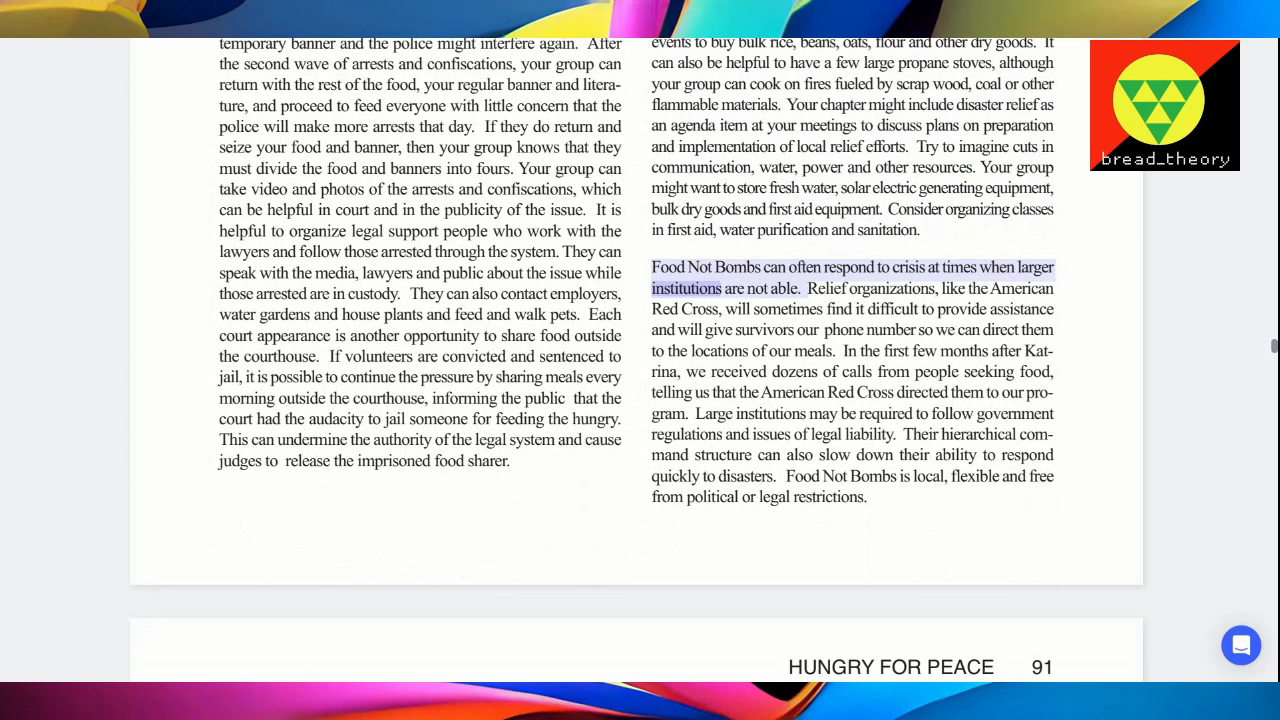 temporary banner and the police might interfere again. After
the second wave of arrests and confiscations, your group can
return with the rest of the food, your regular banner and litera-
ture, and proceed to feed everyone with little concern that the
police will make more arrests that day. If they do return and
seize your food and banner, then your group knows that they
must divide the food and banners into fours. Your group can
take video and photos of the arrests and confiscations, which
can be helpful in court and in the publicity of the issue. It is
helpful to organize legal support people who work with the
lawyers and follow those arrested through the system. They can
speak with the media, lawyers and public about the issue while
those arrested are in custody. They can also contact employers,
water gardens and house plants and feed and walk pets. Each
court appearance is another opportunity to share food outside
the courthouse. If volunteers are convicted and sentenced to
jail, it is possible to continue the pressure by sharing meals every
morning outside the courthouse, informing the public that the
court had the audacity to jail someone for feeding the hungry.
This can undermine the authority of the legal system and cause
judges to release the imprisoned food sharer.
events to buy bulk rice, beans, oats, flour and other dry goods. It
can also be helpful to have a few large propane stoves, although
your group can cook on fires fueled by scrap wood, coal or other
flammable materials. Your chapter might include disaster relief as
an agenda item at your meetings to discuss plans on preparation
and implementation of local relief efforts. Try to imagine cuts in
communication, water, power and other resources. Your group
might want to store fresh water, solar electric generating equipment,
bulk dry goods and first aid equipment. Consider organizing classes
in first aid, water purification and sanitation.
Food Not Bombs can often respond to crisis at times when larger
institutions are not able. Relief organizations, like the American
Red Cross, will sometimes find it difficult to provide assistance
and will give survivors our phone number so we can direct them
to the locations of our meals. In the first few months after Kat-
rina, we received dozens of calls from people seeking food,
telling us that the American Red Cross directed them to our pro-
gram. Large institutions may be required to follow government
regulations and issues of legal liability. Their hierarchical com-
mand structure can also slow down their ability to respond
quickly to disasters. Food Not Bombs is local, flexible and free
from political or legal restrictions.
HUNGRY FOR PEACE 91
bread_theory